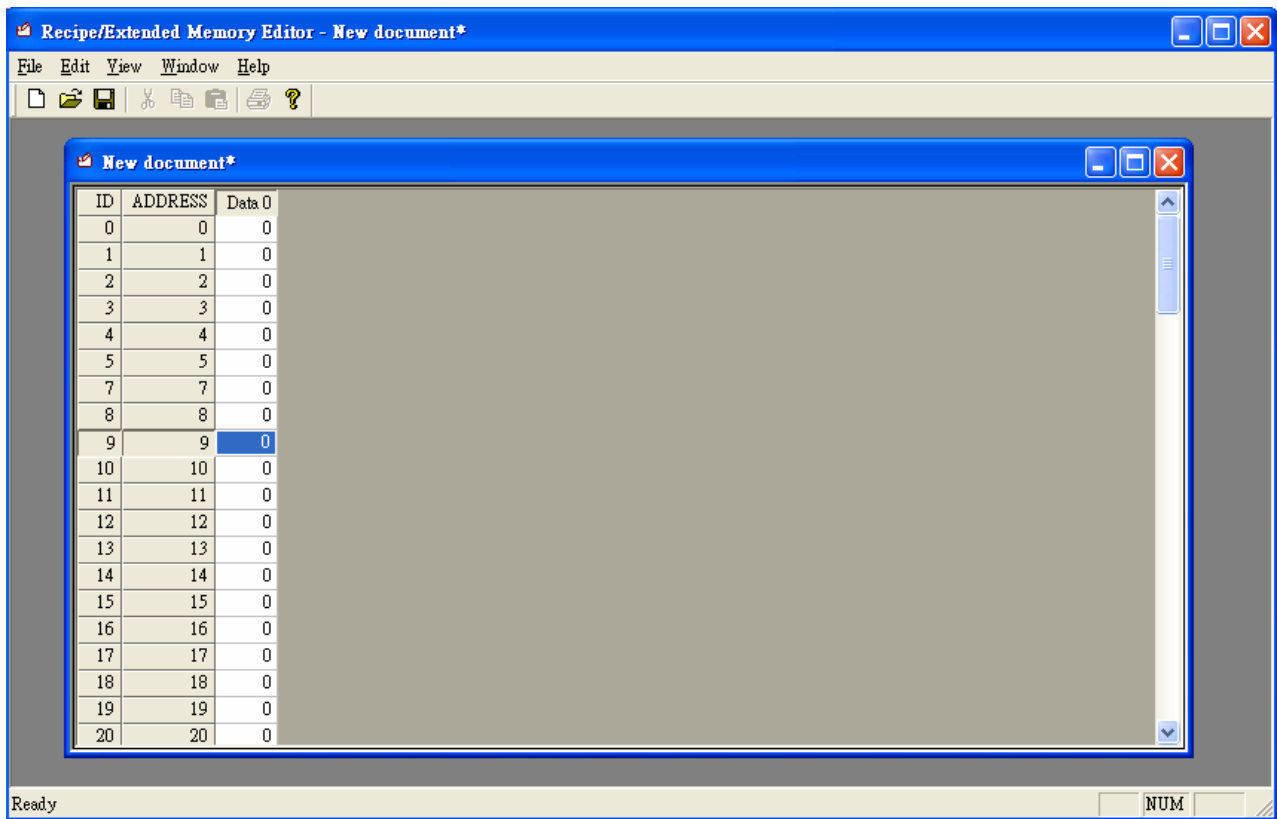 Recipe/Extended Memory Editor - New document*
File Edit View Window Help
New document*
ID ADDRESS Data 0
0 0 0
1 1 0
2 2 0
3 3 0
4 4 0
5 5 0
7 7 0
8 8 0
9 9 0
10 10 0
11 11 0
12 12 0
13 13 0
14 14 0
15 15 0
16 16 0
17 17 0
18 18 0
19 19 0
20 20 0
Ready NUM